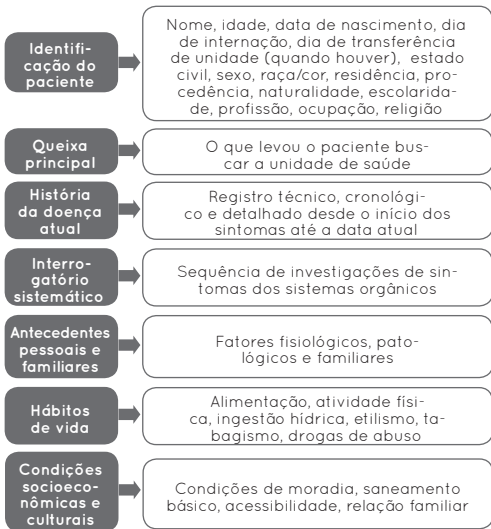 Identifi-
cação do
paciente
Nome, idade, data de nascimento, dia
de internação, dia de transferência
de unidade (quando houver), estado
civil, sexo, raça/cor, residência, pro-
cedência, naturalidade, escolarida-
de, profissão, ocupação, religião
Queixa
principal
O que levou o paciente bus-
car a unidade de saúde
História
da doença
atual
Registro técnico, cronológi-
co e detalhado desde o início dos
sintomas até a data atual
Interro-
gatório
sistemático
Sequência de investigações de sin-
tomas dos sistemas orgânicos
Antecedentes
pessoais e
familiares
Fatores fisiológicos, pato-
lógicos e familiares
Hábitos
de vida
Alimentação, atividade físi-
ca, ingestão hídrica, etilismo, ta-
bagismo, drogas de abuso
Condições
socioeco-
nômicas e
culturais
Condições de moradia, saneamento
básico, acessibilidade, relação familiar